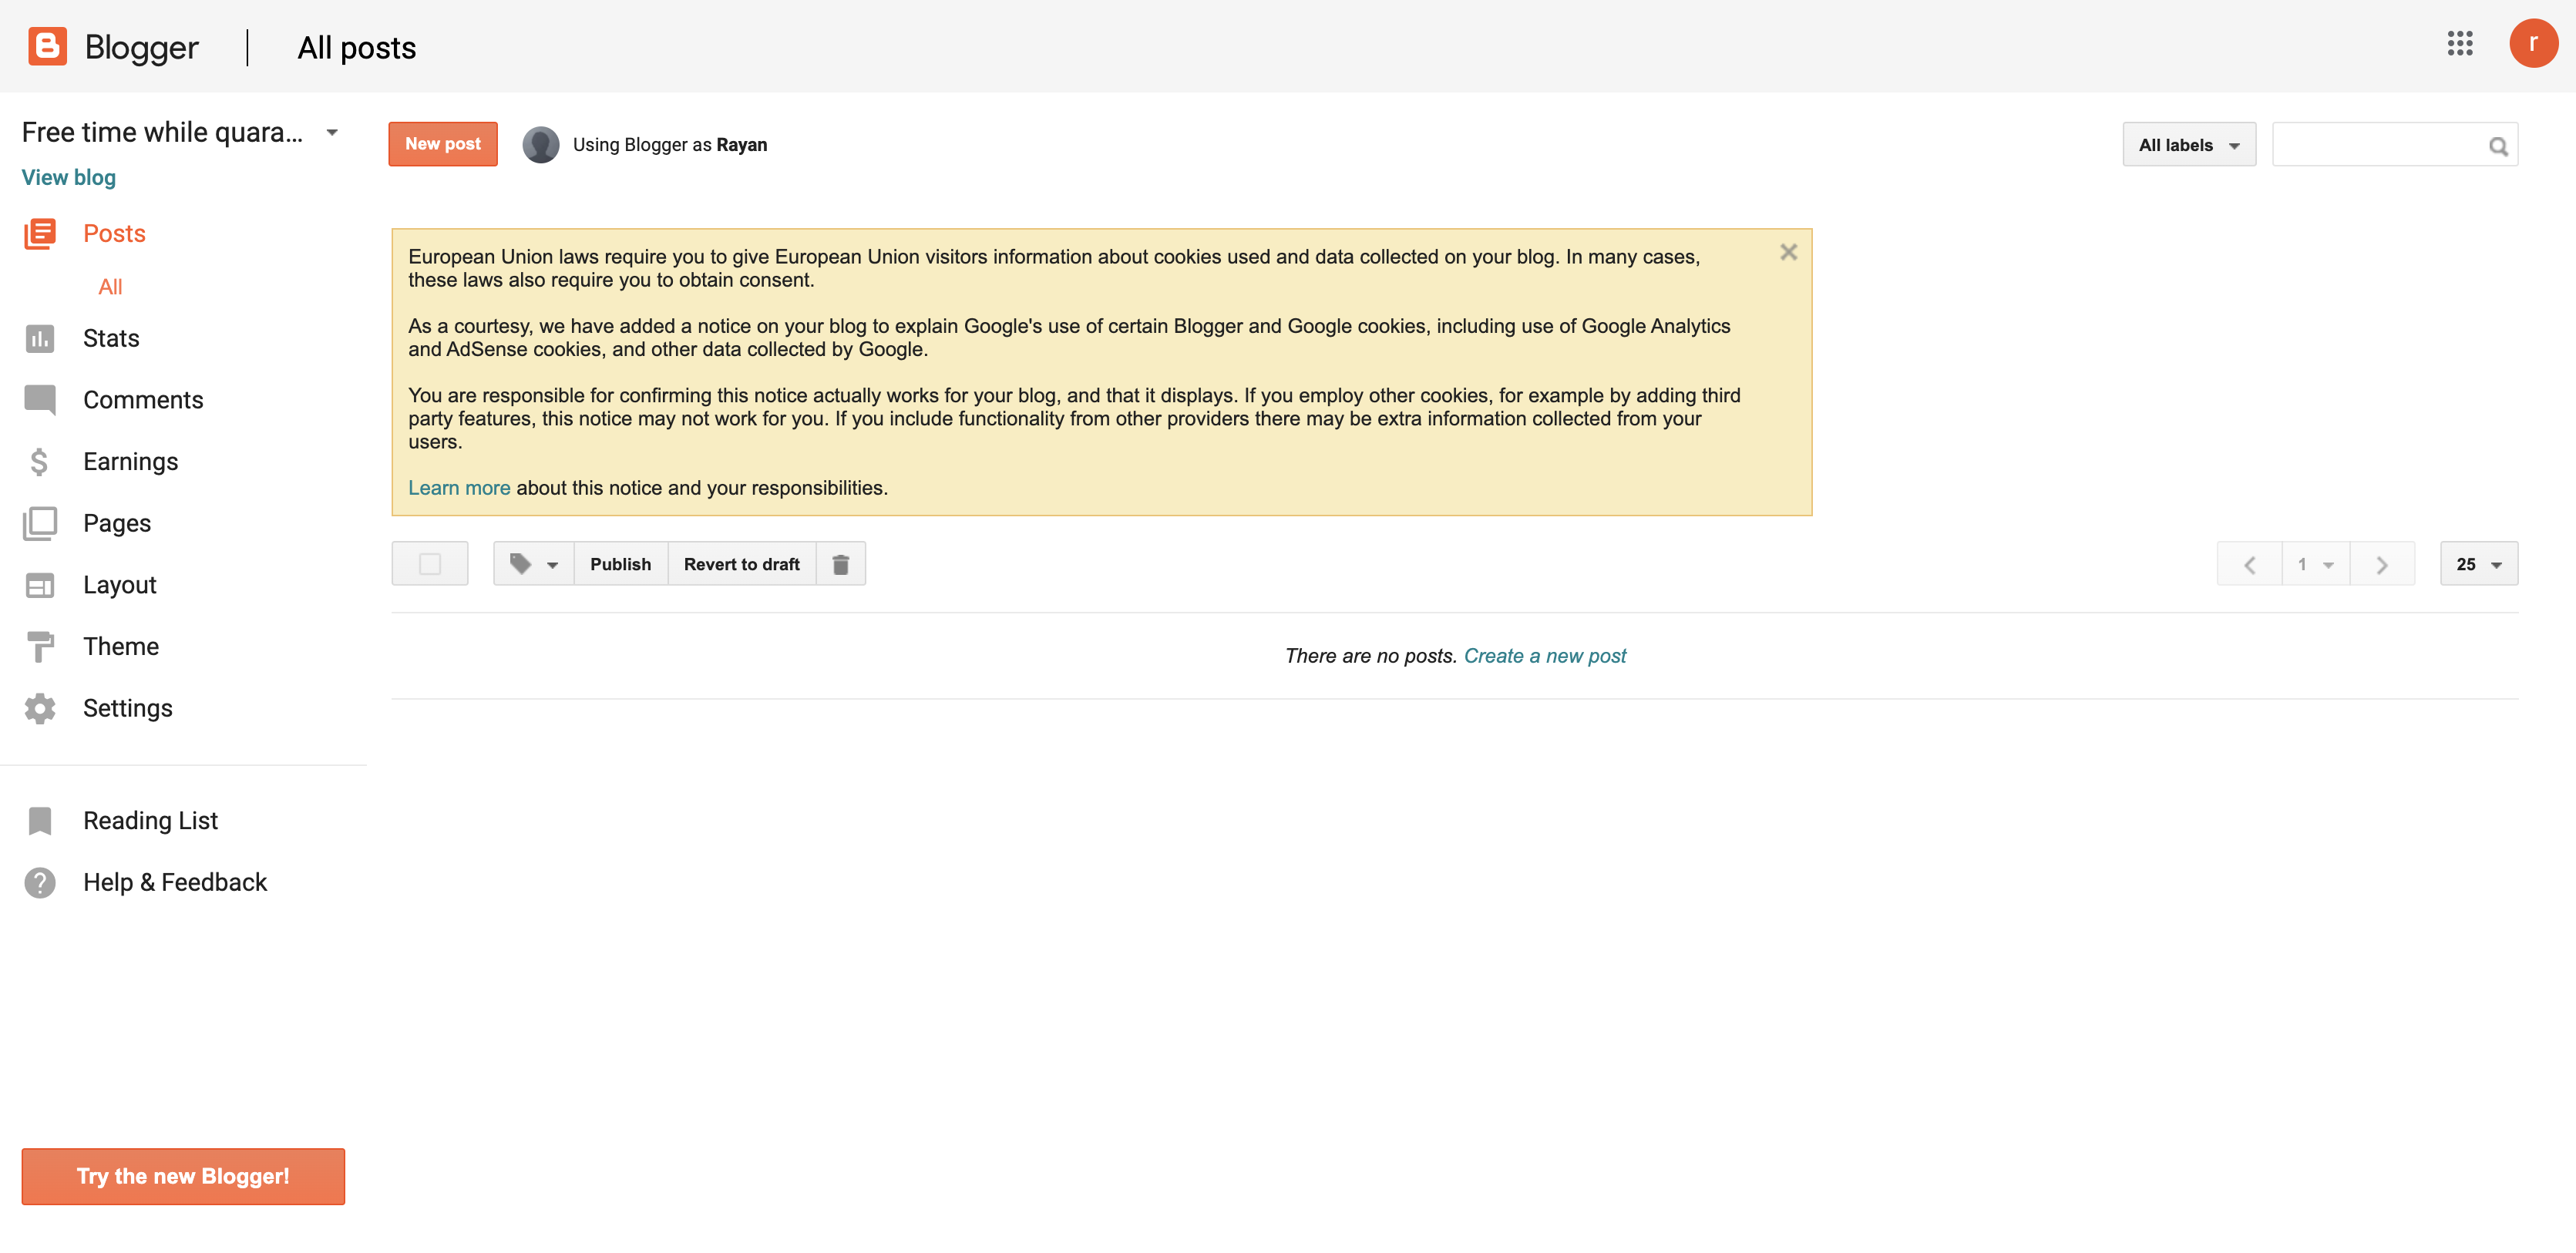 Blogger
All posts
r
Free time while quara...
View blog
Posts
All
Stats
Comments
Earnings
Pages
Layout
Theme
Settings
Reading List
Help & Feedback
Try the new Blogger!
New post
Using Blogger as Rayan
All labels
European Union laws require you to give European Union visitors information about cookies used and data collected on your blog. In many cases,
these laws also require you to obtain consent.
As a courtesy, we have added a notice on your blog to explain Google's use of certain Blogger and Google cookies, including use of Google Analytics
and AdSense cookies, and other data collected by Google.
You are responsible for confirming this notice actually works for your blog, and that it displays. If you employ other cookies, for example by adding third
party features, this notice may not work for you. If you include functionality from other providers there may be extra information collected from your
users.
Learn more about this notice and your responsibilities.
Publish
Revert to draft
1
25
There are no posts. Create a new post